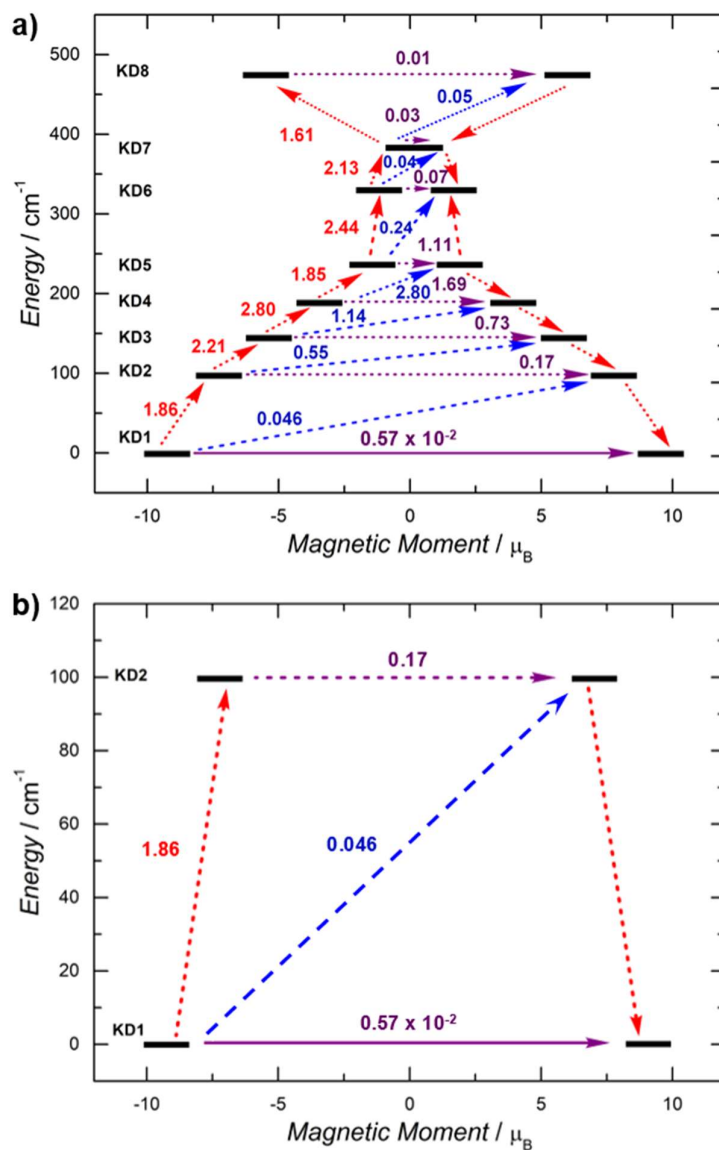 a)
500
400
300
200
100
0
Energy / cm-1
KD8
KD7
KD6
KD5
KD4
KD3
KD2
KD1
0.01
0.05
0.03
1.61
2.13
0.04
0.07
2.44
0.24
1.11
1.85
1.69
2.80
2.80
1.14
0.73
2.21
0.55
0.17
1.86
0.046
0.57 x 10-2
-10 -5 0 5 10
Magnetic Moment / μB
b)
120
100
80
60
40
20
0
Energy / cm-1
KD2
KD1
0.17
1.86
0.046
0.57 x 10-2
-10 -5 0 5 10
Magnetic Moment / μB